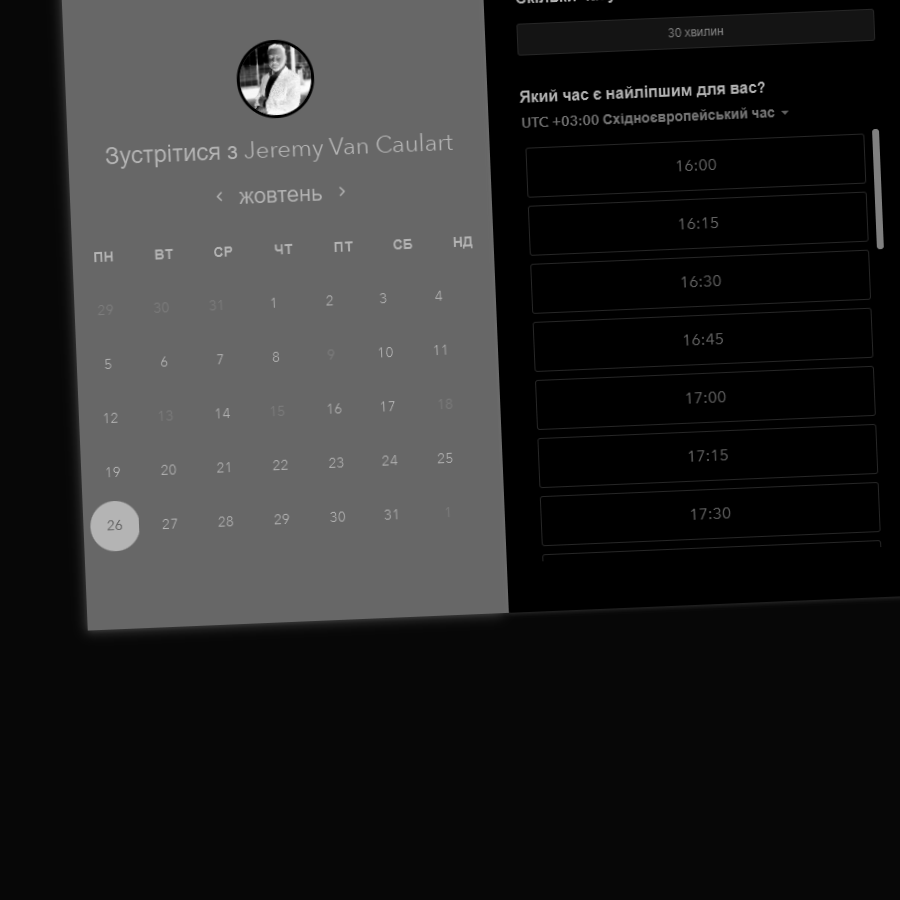 30 хвилин
Який час є найліпшим для вас?
UTC +03:00 Східноєвропейський час
Зустрітися з Jeremy Van Caulart
жовтень
ПН ВТ СР ЧТ ПТ СБ НД
29 30 31 1 2 3 4
5 6 7 8 9 10 11
12 13 14 15 16 17 18
19 20 21 22 23 24 25
26 27 28 29 30 31 1
16:00
16:15
16:30
16:45
17:00
17:15
17:30